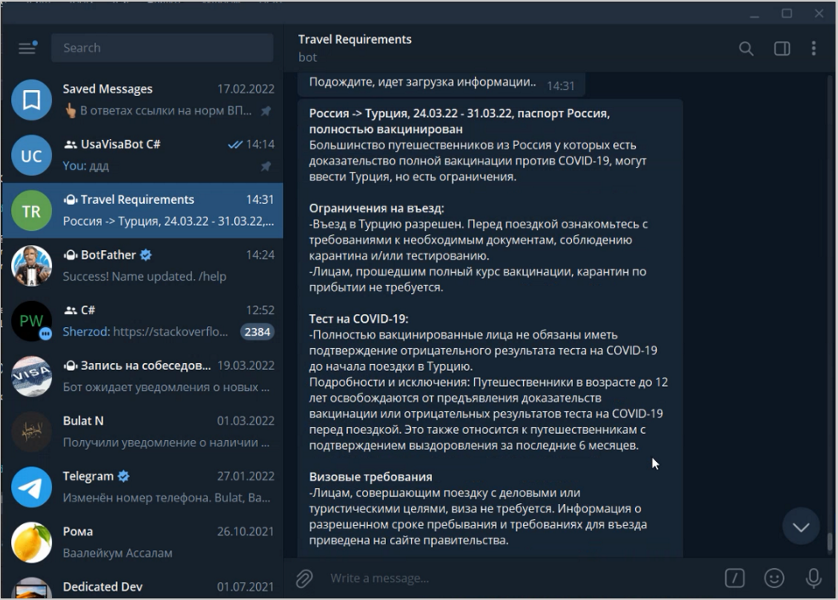 Search
Saved Messages 17.02.2022
В ответах ссылки на норм ВП...
UC
UsaVisaBot C# 14:14
You: ддд
TR
Travel Requirements 14:31
Россия -> Турция, 24.03.22 - 31.03.22,...
BotFather 14:24
Success! Name updated. /help
PW
C# 12:52
Sherzod: https://stackoverflo... 2384
VISA
Запись на собеседов... 19.03.2022
Бот ожидает уведомления о новых ...
Bulat N 01.03.2022
Получили уведомление о наличии ...
Telegram 27.01.2022
Изменён номер телефона. Bulat, Ва...
Рома 26.10.2021
Ваалейкум Ассалам
Dedicated Dev 01.07.2021
Travel Requirements
bot
Подождите, идет загрузка информации.. 14:31
Россия -> Турция, 24.03.22 - 31.03.22, паспорт Россия,
полностью вакцинирован
Большинство путешественников из Россия у которых есть
доказательство полной вакцинации против COVID-19, могут
ввести Турция, но есть ограничения.
Ограничения на въезд:
-Въезд в Турцию разрешен. Перед поездкой ознакомьтесь с
требованиями к необходимым документам, соблюдению
карантина и/или тестированию.
-Лицам, прошедшим полный курс вакцинации, карантин по
прибытии не требуется.
Тест на COVID-19:
-Полностью вакцинированные лица не обязаны иметь
подтверждение отрицательного результата теста на COVID-19
до начала поездки в Турцию.
Подробности и исключения: Путешественники в возрасте до 12
лет освобождаются от предъявления доказательств
вакцинации или отрицательных результатов теста на COVID-19
перед поездкой. Это также относится к путешественникам с
подтверждением выздоровления за последние 6 месяцев.
Визовые требования
-Лицам, совершающим поездку с деловыми или
туристическими целями, виза не требуется. Информация о
разрешенном сроке пребывания и требованиях для въезда
приведена на сайте правительства.
Write a message...